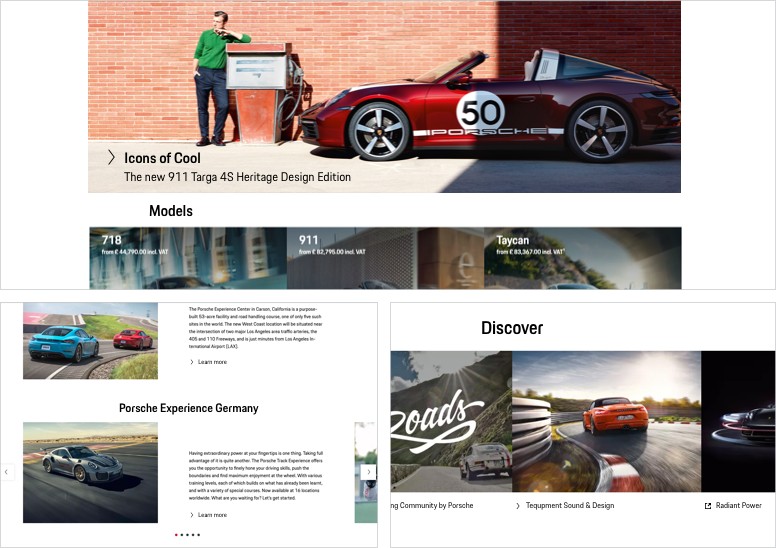 50
PORSCHE
Icons of Cool
The new 911 Targa 4S Heritage Design Edition
Models
718
from £ 44,790.00 incl. VAT
911
from £ 82,795.00 incl. VAT
Taycan
from £ 83,367.00 incl. VAT*
e
The Porsche Experience Center in Carson, California is a purpose-
built 53-acre facility and road handling course, one of only five such
sites in the world. The new West Coast location will be situated near
the intersection of two major Los Angeles area traffic arteries, the
405 and 110 Freeways, and is just minutes from Los Angeles In-
ternational Airport (LAX).
Learn more
Porsche Experience Germany
Having extraordinary power at your fingertips is one thing. Taking full
advantage of it is quite another. The Porsche Track Experience offers
you the opportunity to finely hone your driving skills, push the
boundaries and find maximum enjoyment at the wheel. With various
training levels, each of which builds on what has already been learnt,
and with a variety of special courses. Now available at 16 locations
worldwide. What are you waiting for? Let's get started.
Learn more
Discover
Roads
ng Community by Porsche
Tequpment Sound & Design
Radiant Power